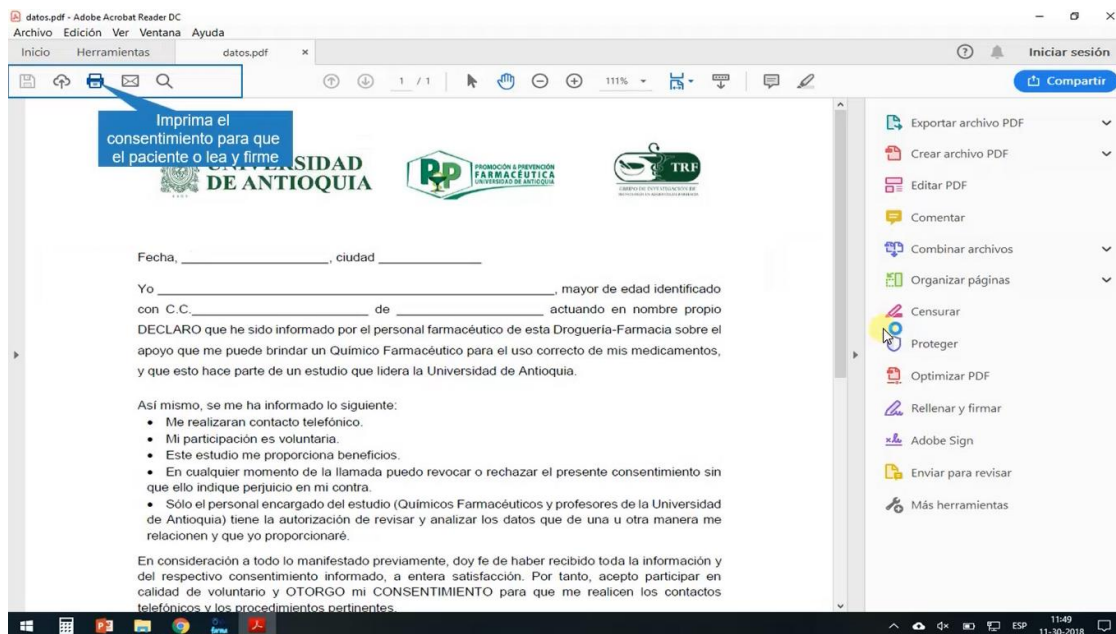 datos.pdf - Adobe Acrobat Reader DC
Archivo Edición Ver Ventana Ayuda
Inicio Herramientas datos.pdf × Iniciar sesión
1 / 1 111% Compartir
Imprima el
consentimiento para que
el paciente o lea y firme
UNIVERSIDAD
DE ANTIOQUIA
PyP
PROMOCIÓN & PREVENCIÓN
FARMACÉUTICA
UNIVERSIDAD DE ANTIOQUIA
TRF
Fecha, ____________________, ciudad ______________
Yo ______________________________________________________, mayor de edad identificado
con C.C.________________________ de ____________________ actuando en nombre propio
DECLARO que he sido informado por el personal farmacéutico de esta Droguería-Farmacia sobre el
apoyo que me puede brindar un Químico Farmacéutico para el uso correcto de mis medicamentos,
y que esto hace parte de un estudio que lidera la Universidad de Antioquia.
Así mismo, se me ha informado lo siguiente:
• Me realizaran contacto telefónico.
• Mi participación es voluntaria.
• Este estudio me proporciona beneficios.
• En cualquier momento de la llamada puedo revocar o rechazar el presente consentimiento sin
que ello indique perjuicio en mi contra.
• Sólo el personal encargado del estudio (Químicos Farmacéuticos y profesores de la Universidad
de Antioquia) tiene la autorización de revisar y analizar los datos que de una u otra manera me
relacionen y que yo proporcionaré.
En consideración a todo lo manifestado previamente, doy fe de haber recibido toda la información y
del respectivo consentimiento informado, a entera satisfacción. Por tanto, acepto participar en
calidad de voluntario y OTORGO mi CONSENTIMIENTO para que me realicen los contactos
telefónicos y los procedimientos pertinentes.
Exportar archivo PDF
Crear archivo PDF
Editar PDF
Comentar
Combinar archivos
Organizar páginas
Censurar
Proteger
Optimizar PDF
Rellenar y firmar
Adobe Sign
Enviar para revisar
Más herramientas
ESP
11:49
11-30-2018